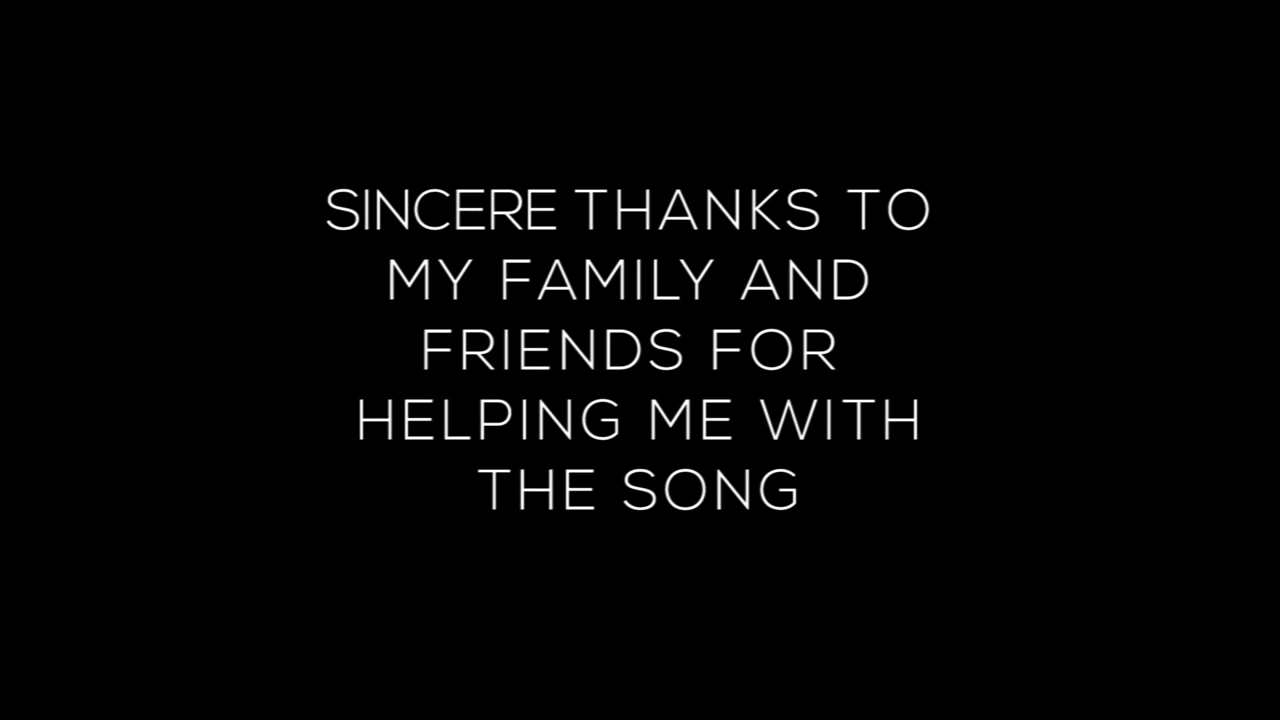 SINCERE THANKS TO
MY FAMILY AND
FRIENDS FOR
HELPING ME WITH
THE SONG